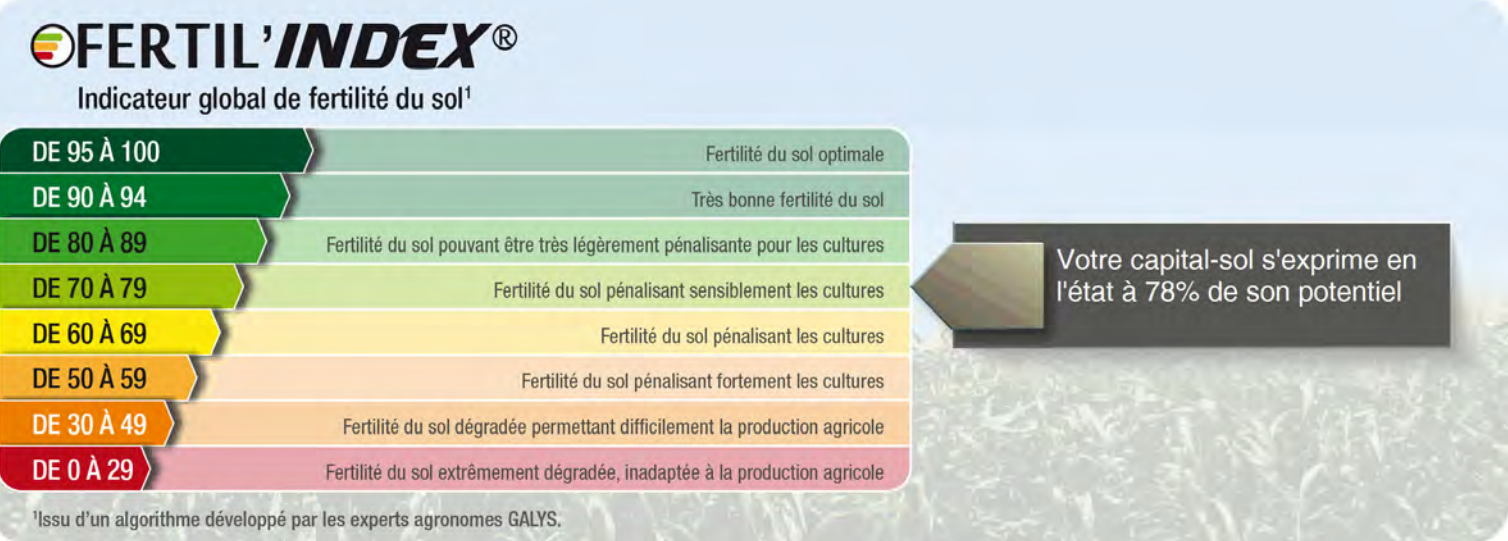 FERTIL'INDEX®
Indicateur global de fertilité du sol¹
DE 95 À 100 Fertilité du sol optimale
DE 90 À 94 Très bonne fertilité du sol
DE 80 À 89 Fertilité du sol pouvant être très légèrement pénalisante pour les cultures
DE 70 À 79 Fertilité du sol pénalisant sensiblement les cultures
DE 60 À 69 Fertilité du sol pénalisant les cultures
DE 50 À 59 Fertilité du sol pénalisant fortement les cultures
DE 30 À 49 Fertilité du sol dégradée permettant difficilement la production agricole
DE 0 À 29 Fertilité du sol extrêmement dégradée, inadaptée à la production agricole
Votre capital-sol s'exprime en
l'état à 78% de son potentiel
¹Issu d'un algorithme développé par les experts agronomes GALYS.